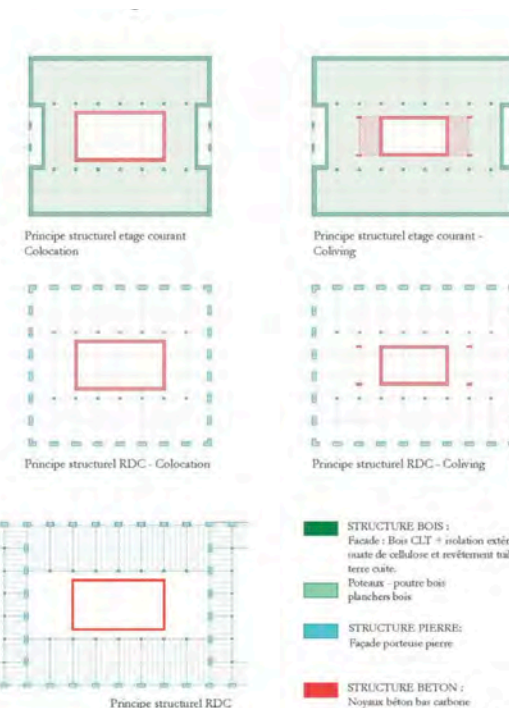 Principe structurel etage courant
Colocation
Principe structurel etage courant -
Coliving
Principe structurel RDC - Colocation
Principe structurel RDC - Coliving
Principe structurel RDC
STRUCTURE BOIS :
Facade : Bois CLT + isolation extér
ouate de cellulose et revêtement
terre cuite.
Poteaux - poutre bois
planchers bois
STRUCTURE PIERRE:
Façade porteuse pierre
STRUCTURE BETON :
Noyaux béton bas carbone